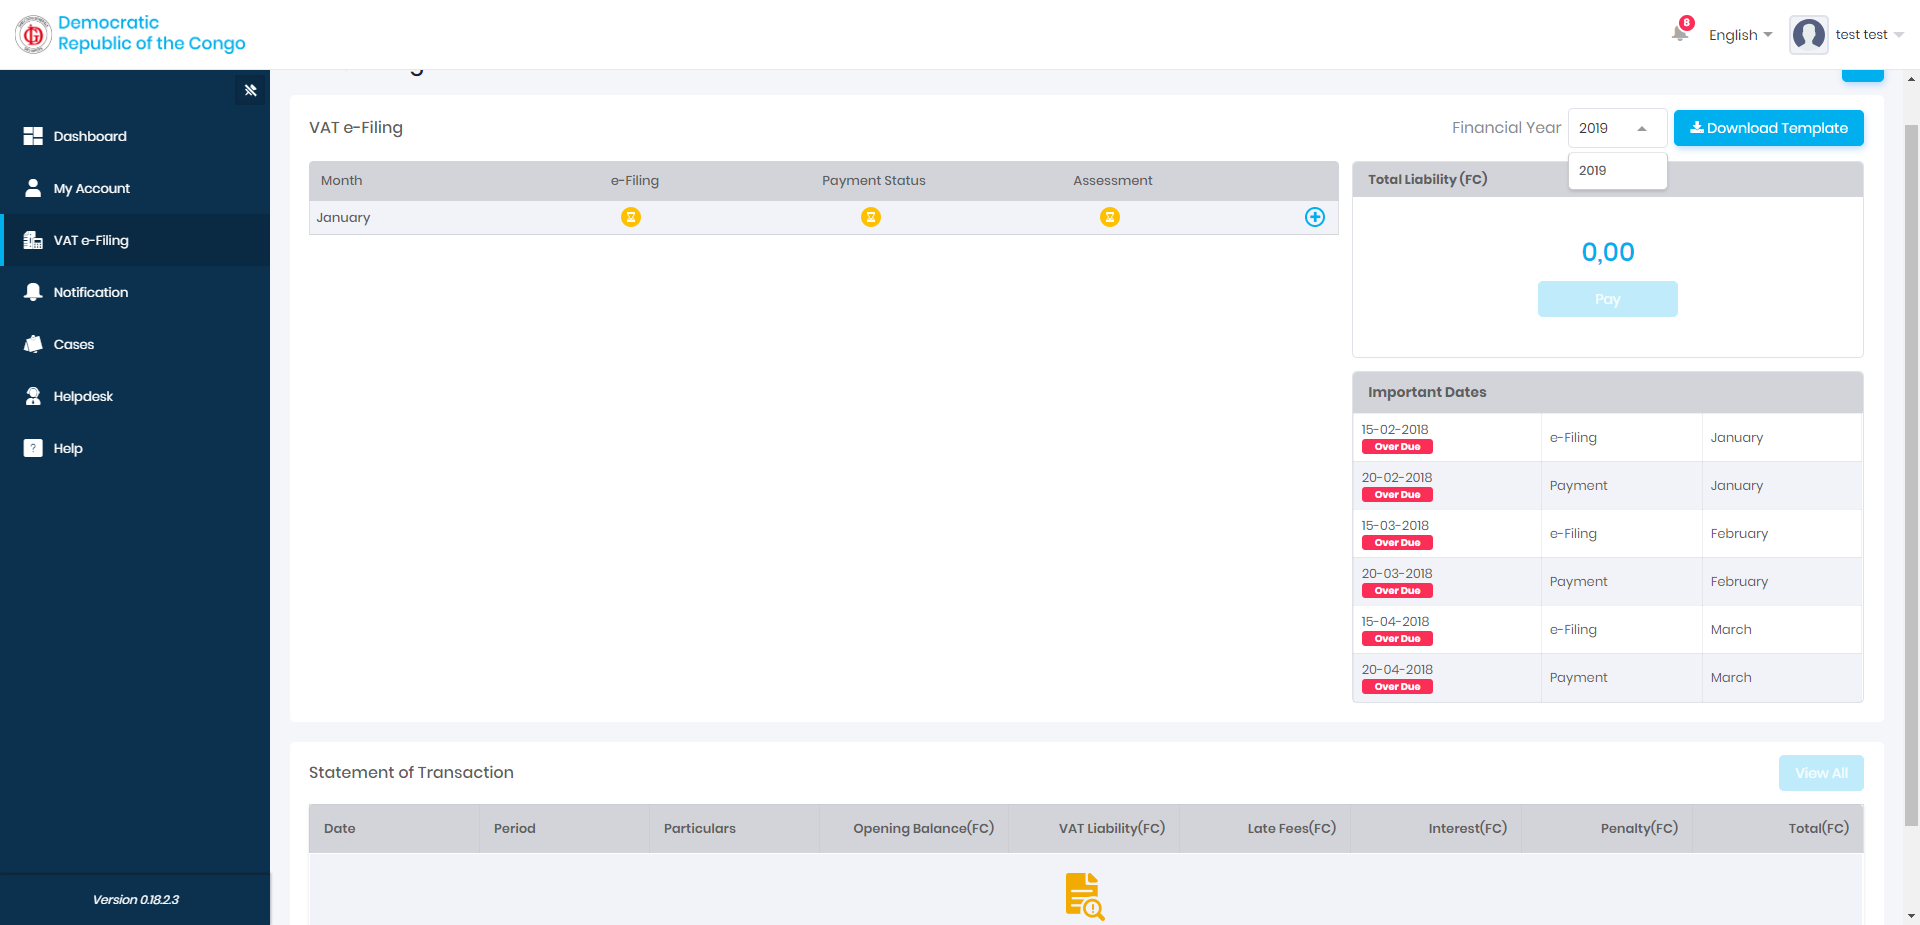 Democratic
Republic of the Congo
8
English
test test
Dashboard
My Account
VAT e-Filing
Notification
Cases
Helpdesk
? Help
Version 0.18.2.3
VAT e-Filing
Financial Year 2019 Download Template
2019
Month e-Filing Payment Status Assessment
January
Total Liability (FC)
0,00
Pay
Important Dates
15-02-2018 e-Filing January
Over Due
20-02-2018 Payment January
Over Due
15-03-2018 e-Filing February
Over Due
20-03-2018 Payment February
Over Due
15-04-2018 e-Filing March
Over Due
20-04-2018 Payment March
Over Due
Statement of Transaction View All
Date Period Particulars Opening Balance(FC) VAT Liability(FC) Late Fees(FC) Interest(FC) Penalty(FC) Total(FC)